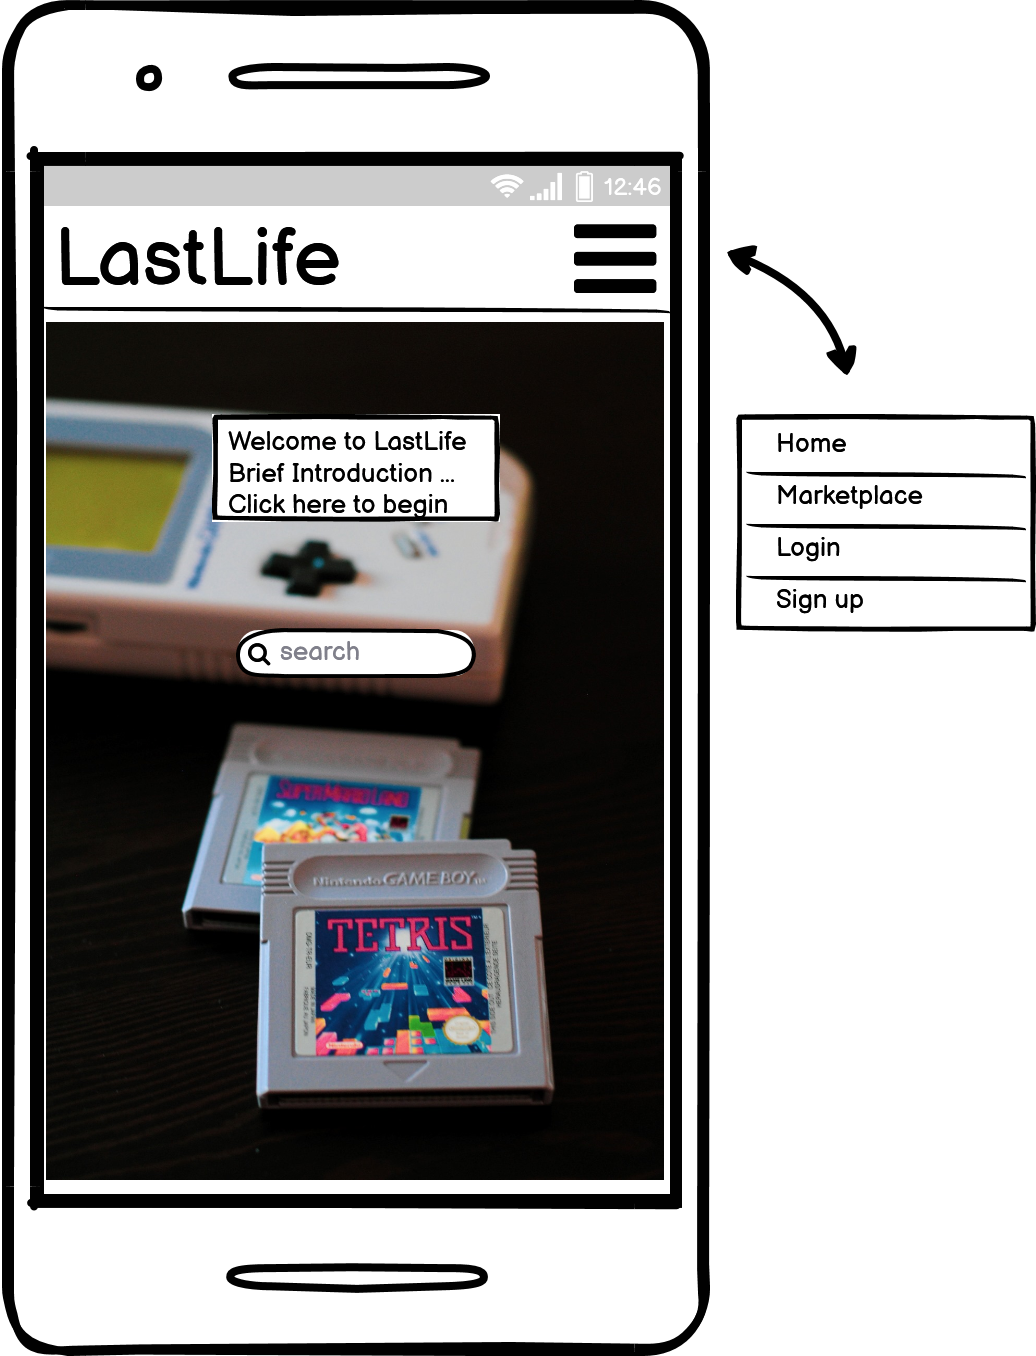 12:46
LastLife
Welcome to LastLife
Brief Introduction ...
Click here to begin
search
Home
Marketplace
Login
Sign up
SUPER MARIO LAND
Nintendo GAME BOY
TETRIS